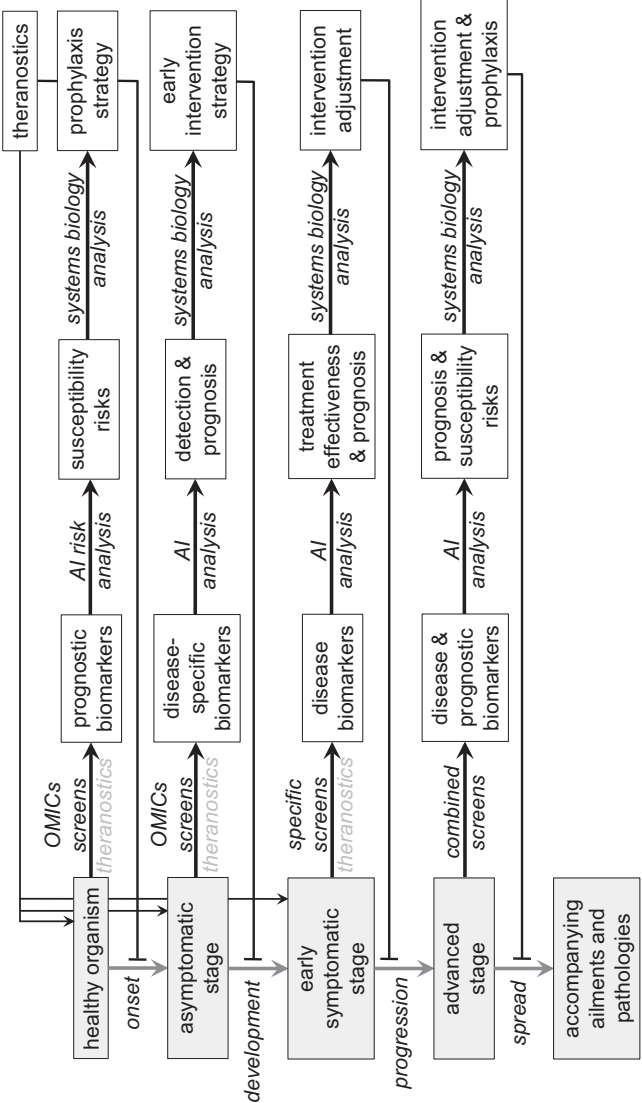 theranostics
healthy organism
OMICs
screens
theranostics
prognostic
biomarkers
AI risk
analysis
susceptibility
risks
systems biology
analysis
prophylaxis
strategy
onset
asymptomatic
stage
OMICs
screens
theranostics
disease-
specific
biomarkers
AI
analysis
detection &
prognosis
systems biology
analysis
early
intervention
strategy
development
early
symptomatic
stage
specific
screens
theranostics
disease
biomarkers
AI
analysis
treatment
effectiveness
& prognosis
systems biology
analysis
intervention
adjustment
progression
advanced
stage
combined
screens
disease &
prognostic
biomarkers
AI
analysis
prognosis &
susceptibility
risks
systems biology
analysis
intervention
adjustment &
prophylaxis
spread
accompanying
ailments and
pathologies